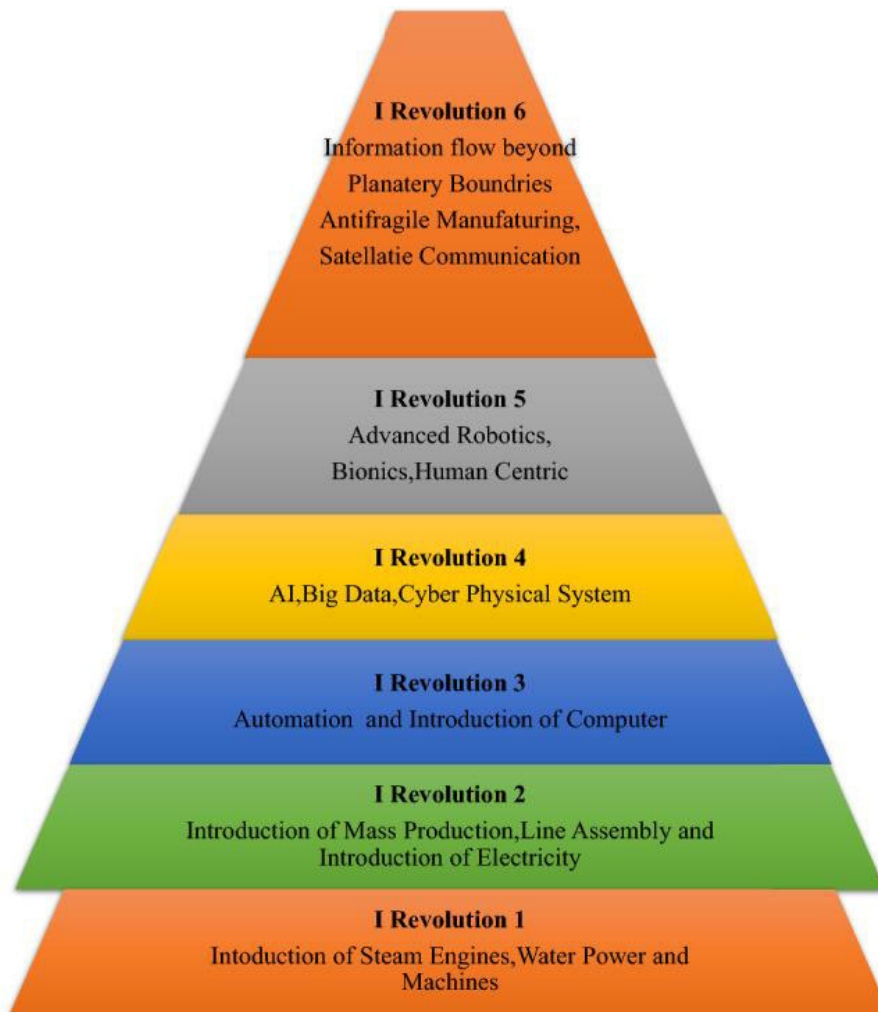 I Revolution 6
Information flow beyond
Planatery Boundries
Antifragile Manufaturing,
Satellatie Communication
I Revolution 5
Advanced Robotics,
Bionics,Human Centric
I Revolution 4
AI,Big Data,Cyber Physical System
I Revolution 3
Automation and Introduction of Computer
I Revolution 2
Introduction of Mass Production,Line Assembly and
Introduction of Electricity
I Revolution 1
Intoduction of Steam Engines,Water Power and
Machines